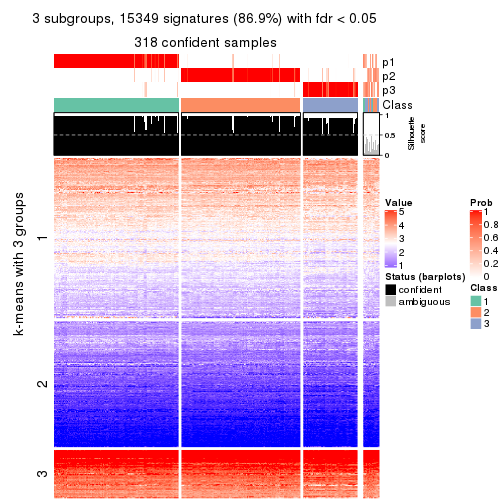 3 subgroups, 15349 signatures (86.9%) with fdr < 0.05
318 confident samples
p1
p2
p3
Class
1
0.5
0
Silhouette
score
k-means with 3 groups
1
2
3
Value
5
4
3
2
1
Status (barplots)
confident
ambiguous
Prob
1
0.8
0.6
0.4
0.2
0
Class
1
2
3